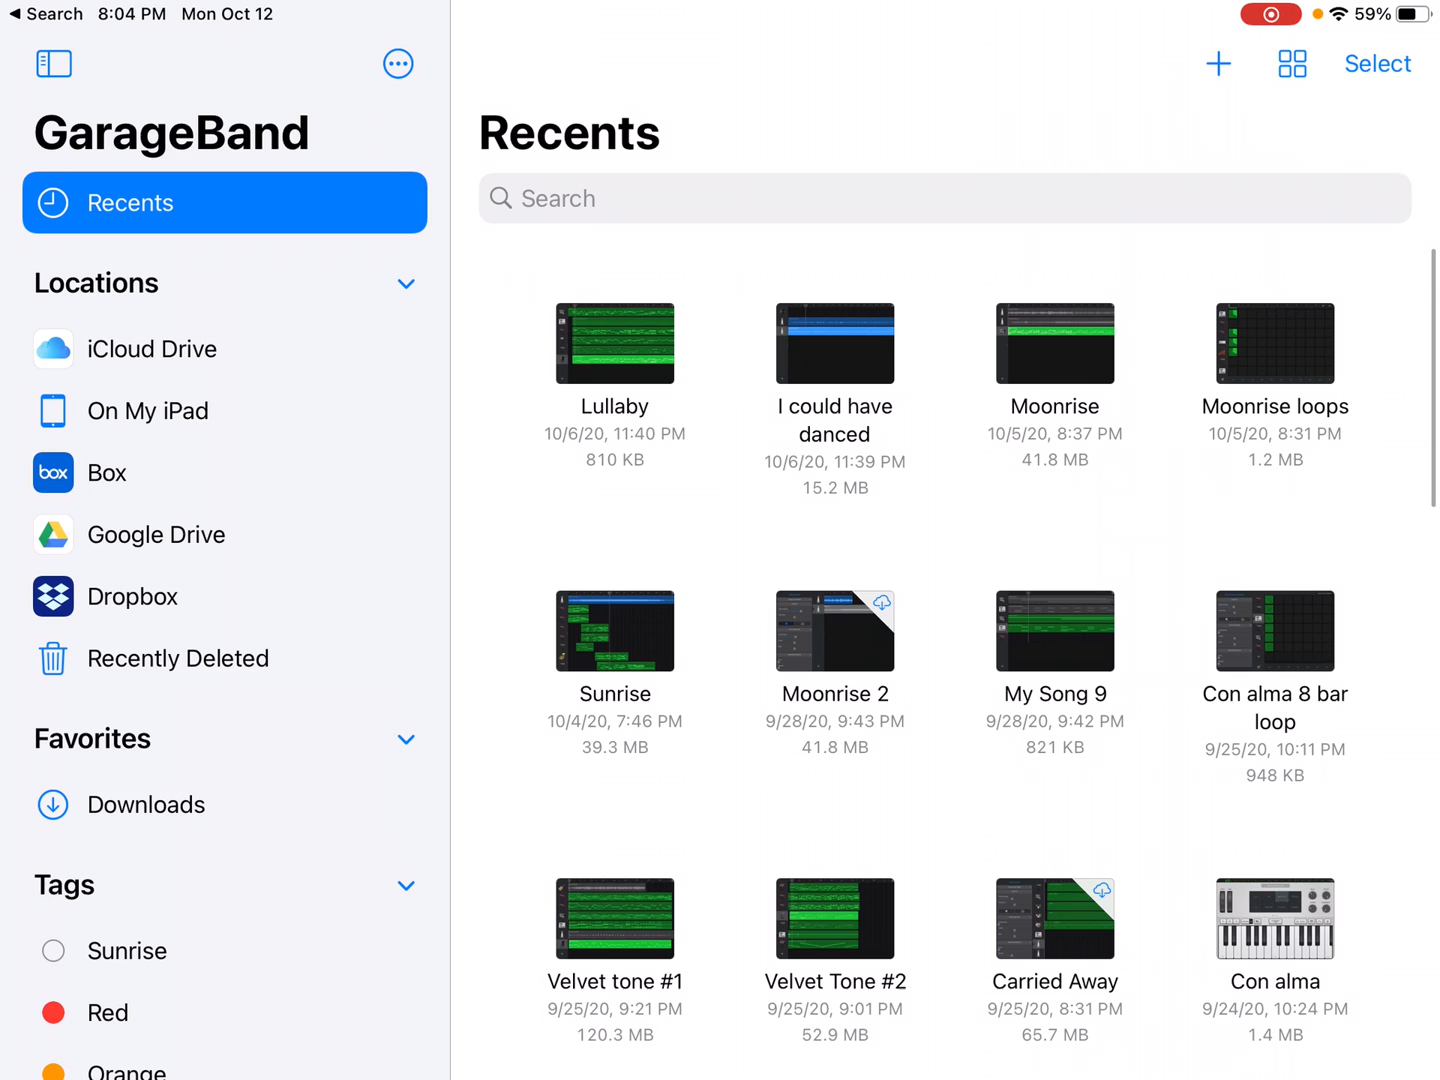 Search 8:04 PM Mon Oct 12
59%
Select
GarageBand
Recents
Locations
iCloud Drive
On My iPad
box Box
Google Drive
Dropbox
Recently Deleted
Favorites
Downloads
Tags
Sunrise
Red
Orange
Recents
Search
Lullaby
10/6/20, 11:40 PM
810 KB
I could have
danced
10/6/20, 11:39 PM
15.2 MB
Moonrise
10/5/20, 8:37 PM
41.8 MB
Moonrise loops
10/5/20, 8:31 PM
1.2 MB
Sunrise
10/4/20, 7:46 PM
39.3 MB
Moonrise 2
9/28/20, 9:43 PM
41.8 MB
My Song 9
9/28/20, 9:42 PM
821 KB
Con alma 8 bar
loop
9/25/20, 10:11 PM
948 KB
Velvet tone #1
9/25/20, 9:21 PM
120.3 MB
Velvet Tone #2
9/25/20, 9:01 PM
52.9 MB
Carried Away
9/25/20, 8:31 PM
65.7 MB
Con alma
9/24/20, 10:24 PM
1.4 MB